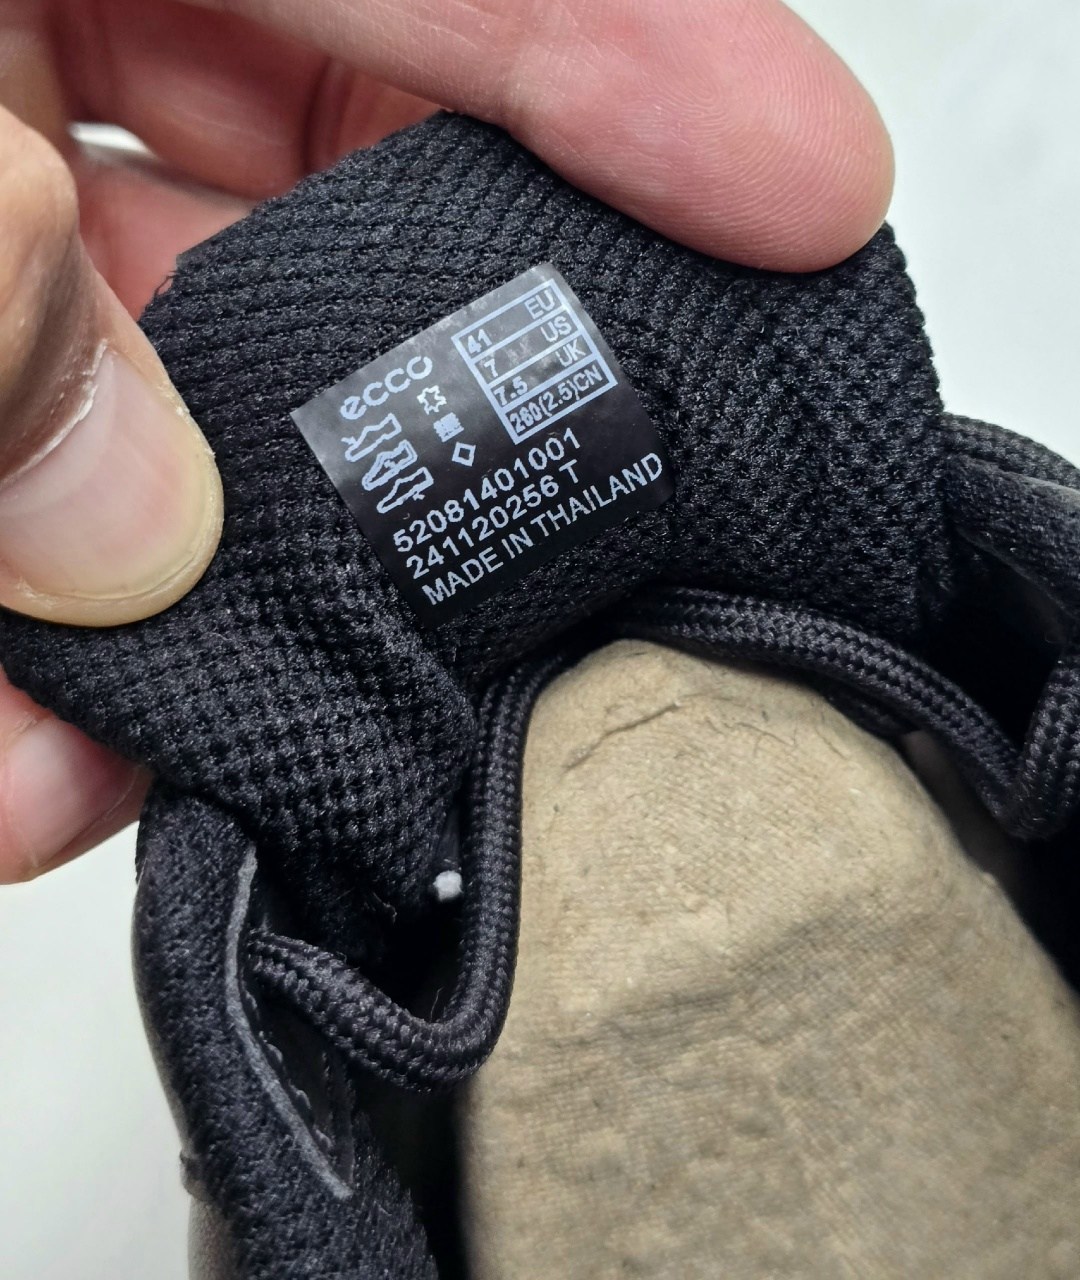 ecco
41 EU
7 US
7.5 UK
260(2.5)CN
52081401001
241120256 T
MADE IN THAILAND